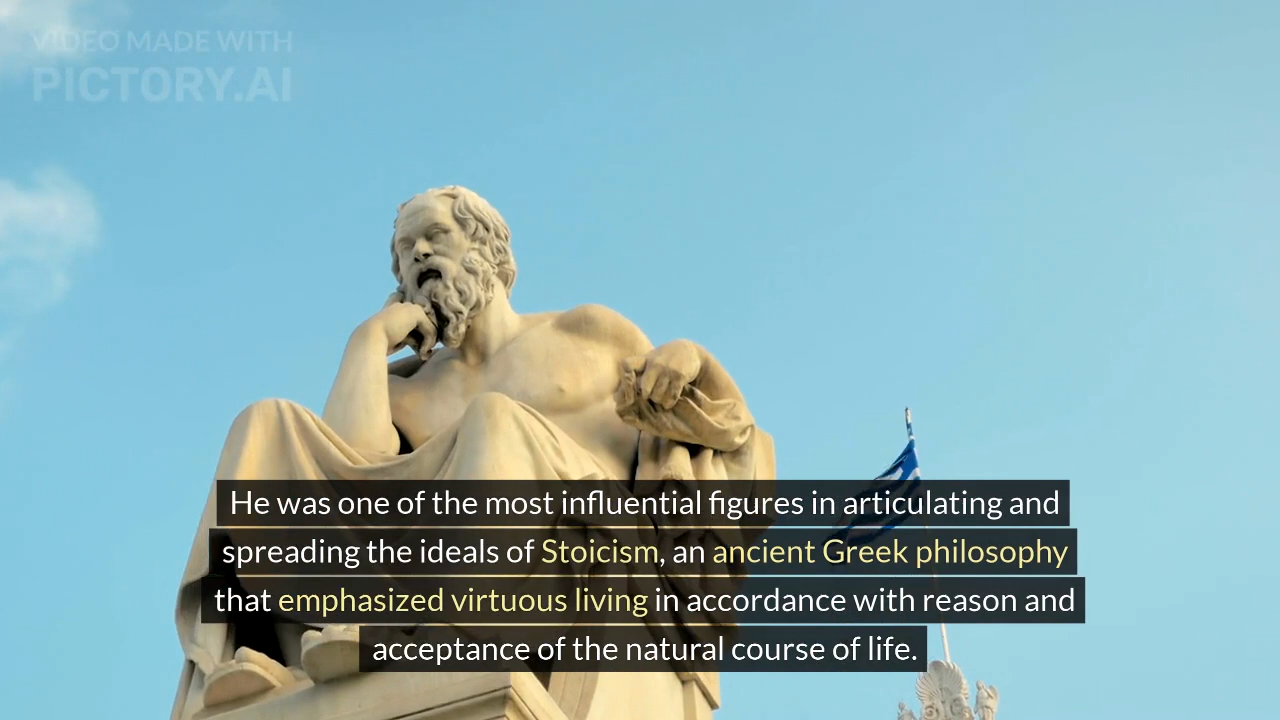 VIDEO MADE WITH
PICTORY.AI
He was one of the most influential figures in articulating and
spreading the ideals of Stoicism, an ancient Greek philosophy
that emphasized virtuous living in accordance with reason and
acceptance of the natural course of life.